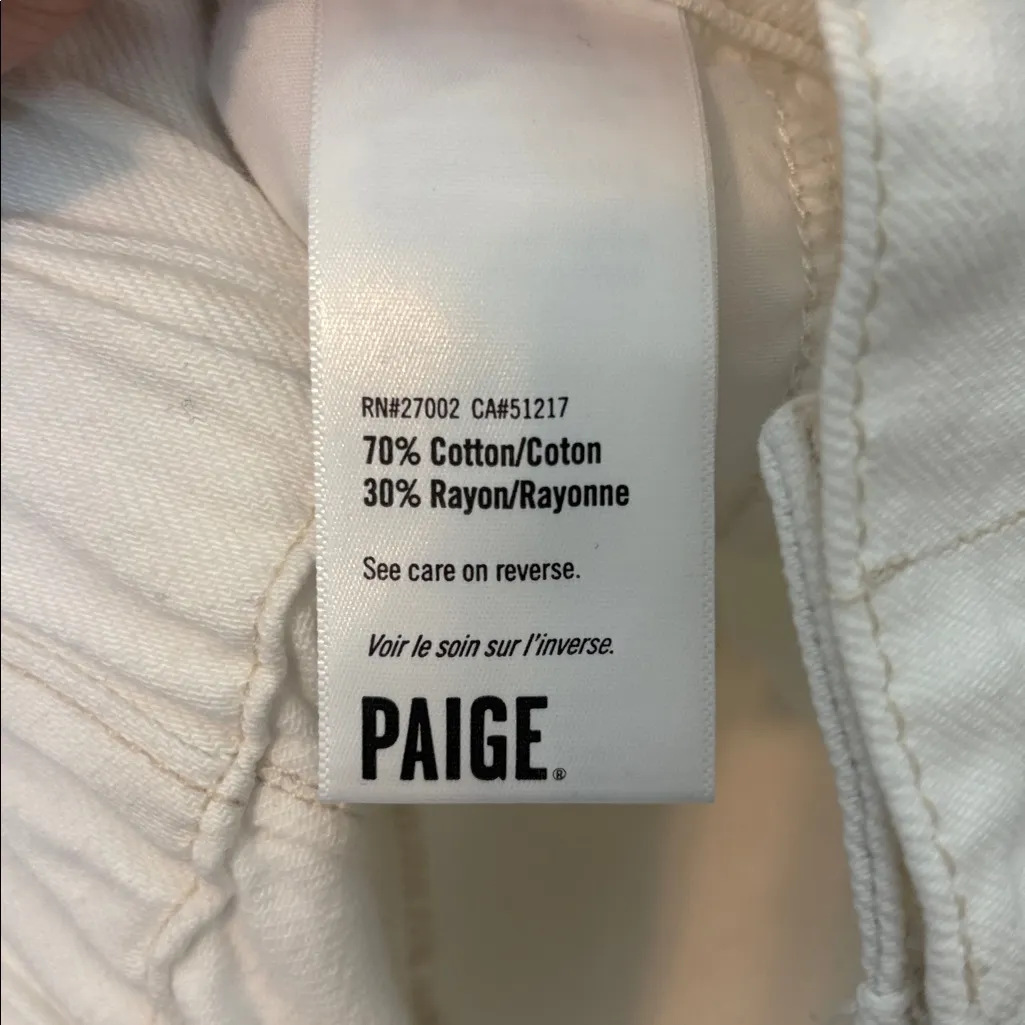 RN#27002 CA#51217
70% Cotton/Coton
30% Rayon/Rayonne
See care on reverse.
Voir le soin sur l'inverse.
PAIGE®